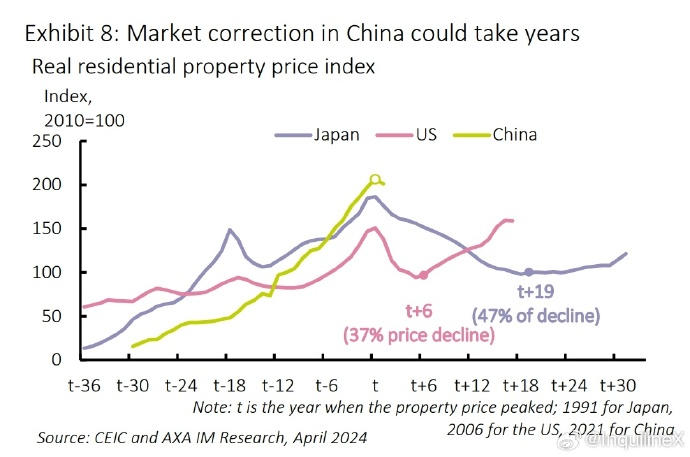 Exhibit 8: Market correction in China could take years
Real residential property price index
Index,
2010=100
Japan US China
250
200
150
100
50
0
t+6
(37% price decline)
t+19
(47% of decline)
t-36 t-30 t-24 t-18 t-12 t-6 t t+6 t+12 t+18 t+24 t+30
Note: t is the year when the property price peaked; 1991 for Japan,
2006 for the US, 2021 for China
Source: CEIC and AXA IM Research, April 2024
@inquilineX